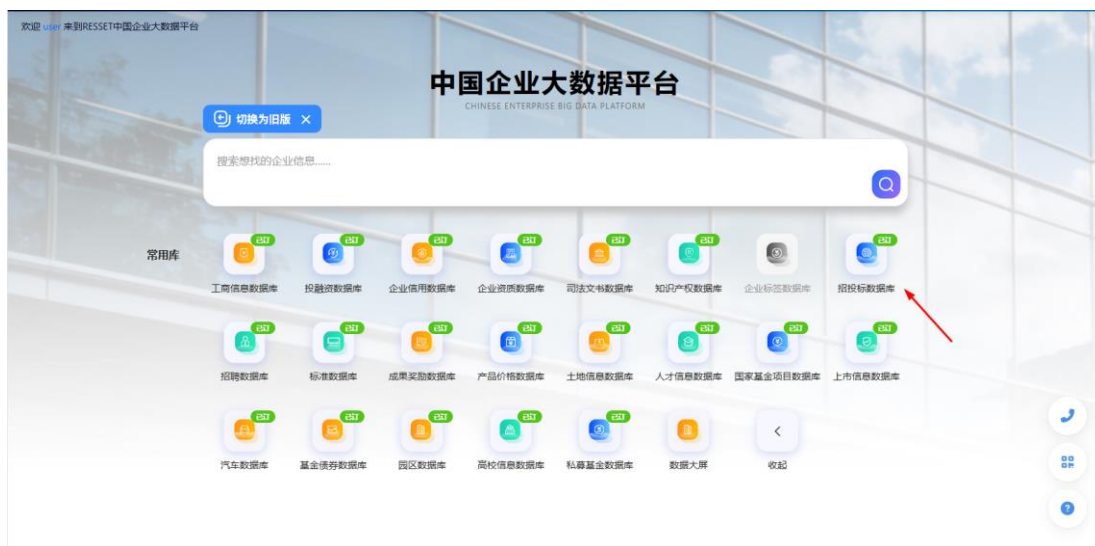 欢迎 user 来到RESSET中国企业大数据平台
中国企业大数据平台
CHINESE ENTERPRISE BIG DATA PLATFORM
切换为旧版 ×
搜索想找的企业信息......
常用库
已订 已订 已订 已订 已订 已订 已订
工商信息数据库 投融资数据库 企业信用数据库 企业资质数据库 司法文书数据库 知识产权数据库 企业标签数据库 招投标数据库
已订 已订 已订 已订 已订 已订 已订 已订
招聘数据库 标准数据库 成果奖励数据库 产品价格数据库 土地信息数据库 人才信息数据库 国家基金项目数据库 上市信息数据库
已订 已订 已订 已订 已订
汽车数据库 基金债券数据库 园区数据库 高校信息数据库 私募基金数据库 数据大屏 收起